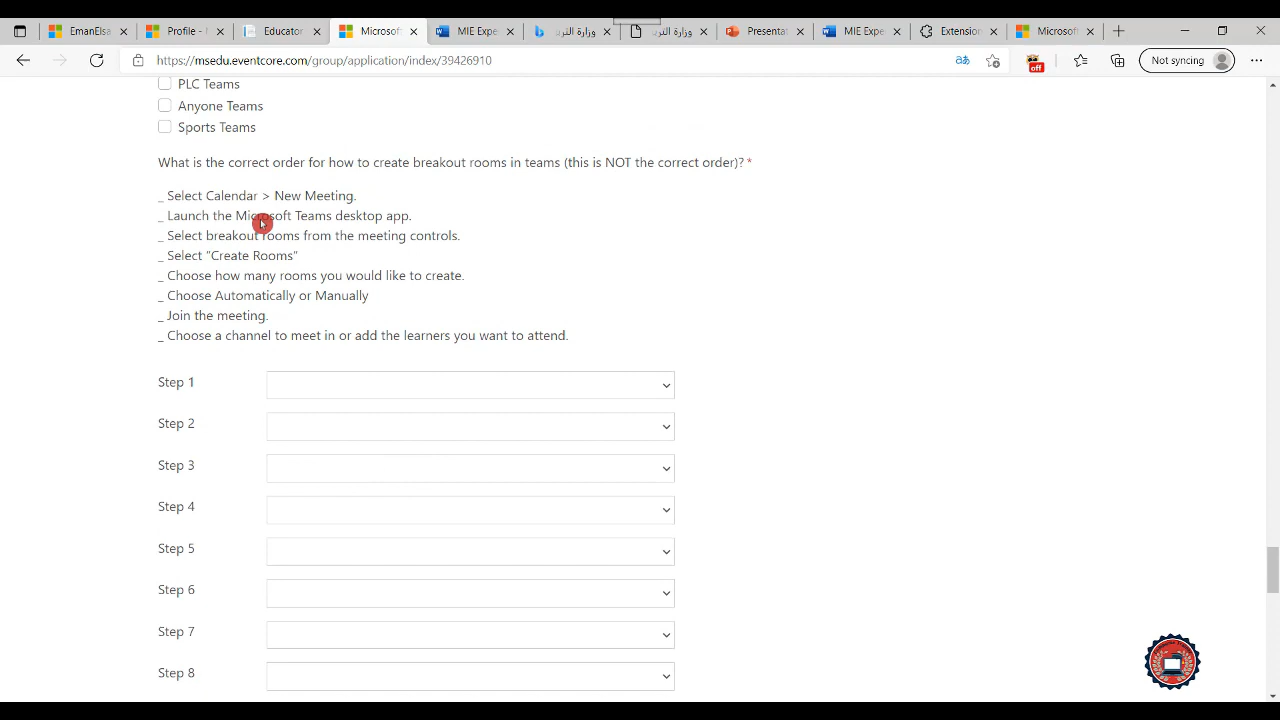 EmanElsa
Profile -
Educator
Microsof
MIE Expe
وزارة التر
وزارة التربـ
Presentat
MIE Expe
Extension
Microsoft
https://msedu.eventcore.com/group/application/index/39426910
aあ
off
Not syncing
PLC Teams
Anyone Teams
Sports Teams
What is the correct order for how to create breakout rooms in teams (this is NOT the correct order)? *
_ Select Calendar > New Meeting.
_ Launch the Microsoft Teams desktop app.
_ Select breakout rooms from the meeting controls.
_ Select "Create Rooms"
_ Choose how many rooms you would like to create.
_ Choose Automatically or Manually
_ Join the meeting.
_ Choose a channel to meet in or add the learners you want to attend.
Step 1
Step 2
Step 3
Step 4
Step 5
Step 6
Step 7
Step 8